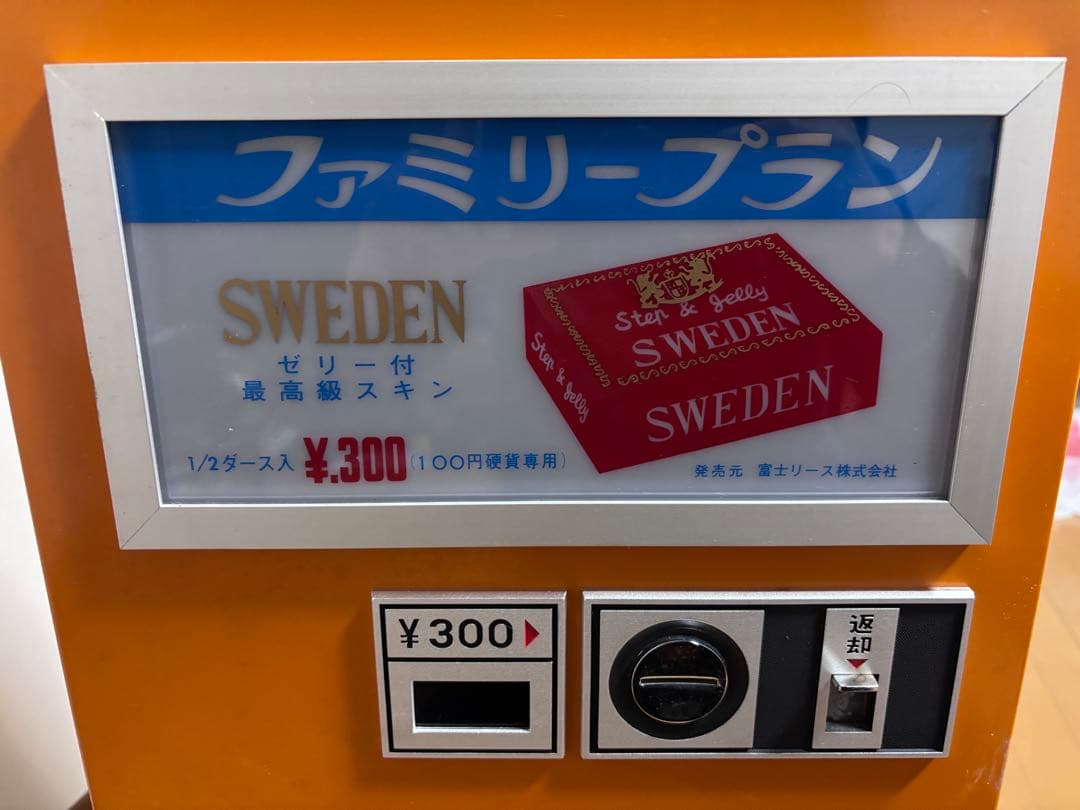 ファミリープラン
SWEDEN
ゼリー付
最高級スキン
1/2ダース入 ¥.300(100円硬貨専用)
Step & Jelly
SWEDEN
Step & Jelly
SWEDEN
発売元 富士リース株式会社
¥300
返却